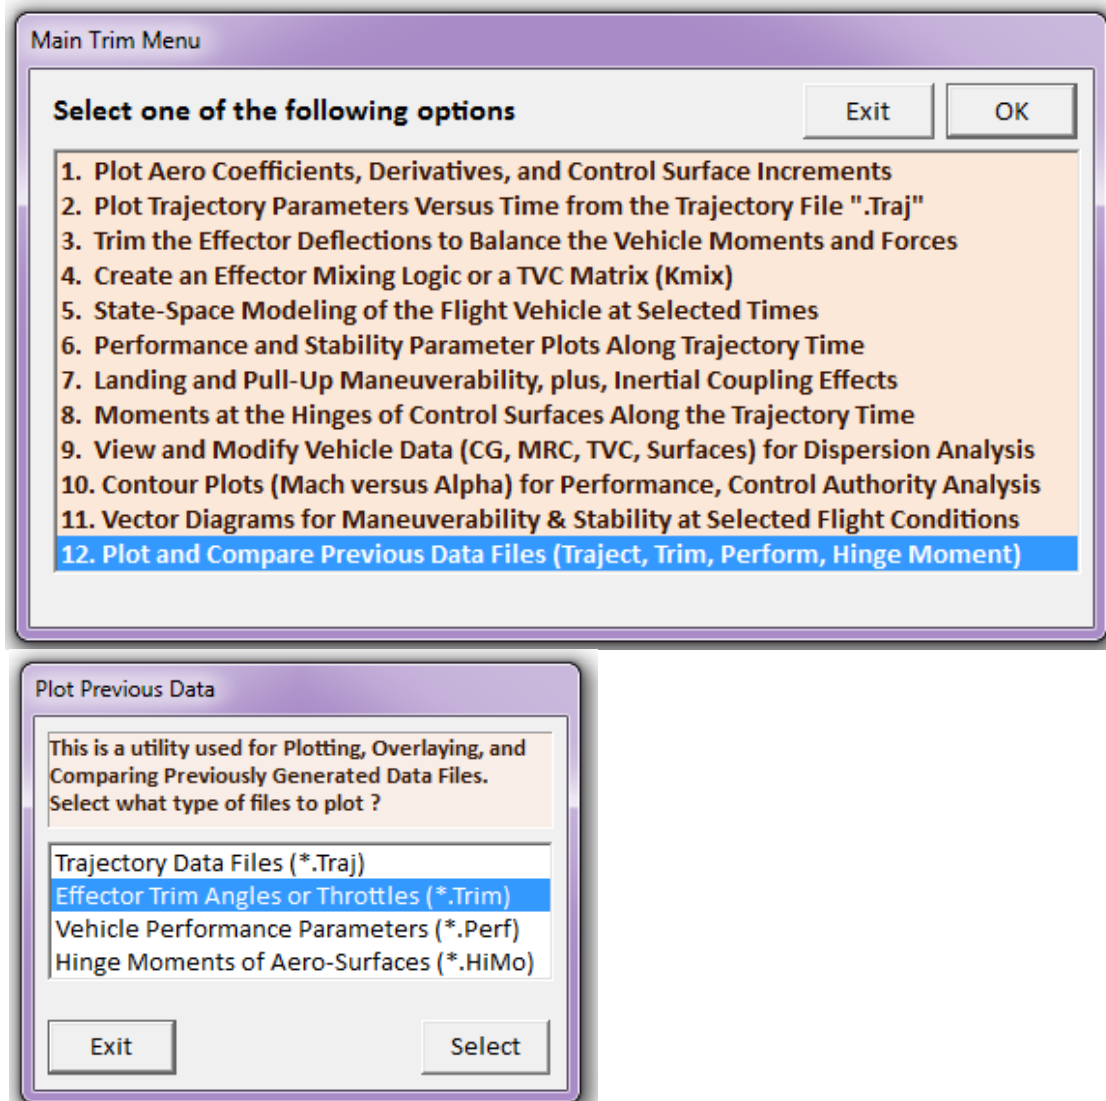 Main Trim Menu
Select one of the following options
Exit
OK
1. Plot Aero Coefficients, Derivatives, and Control Surface Increments
2. Plot Trajectory Parameters Versus Time from the Trajectory File ".Traj"
3. Trim the Effector Deflections to Balance the Vehicle Moments and Forces
4. Create an Effector Mixing Logic or a TVC Matrix (Kmix)
5. State-Space Modeling of the Flight Vehicle at Selected Times
6. Performance and Stability Parameter Plots Along Trajectory Time
7. Landing and Pull-Up Maneuverability, plus, Inertial Coupling Effects
8. Moments at the Hinges of Control Surfaces Along the Trajectory Time
9. View and Modify Vehicle Data (CG, MRC, TVC, Surfaces) for Dispersion Analysis
10. Contour Plots (Mach versus Alpha) for Performance, Control Authority Analysis
11. Vector Diagrams for Maneuverability & Stability at Selected Flight Conditions
12. Plot and Compare Previous Data Files (Traject, Trim, Perform, Hinge Moment)
Plot Previous Data
This is a utility used for Plotting, Overlaying, and
Comparing Previously Generated Data Files.
Select what type of files to plot ?
Trajectory Data Files (*.Traj)
Effector Trim Angles or Throttles (*.Trim)
Vehicle Performance Parameters (*.Perf)
Hinge Moments of Aero-Surfaces (*.HiMo)
Exit
Select